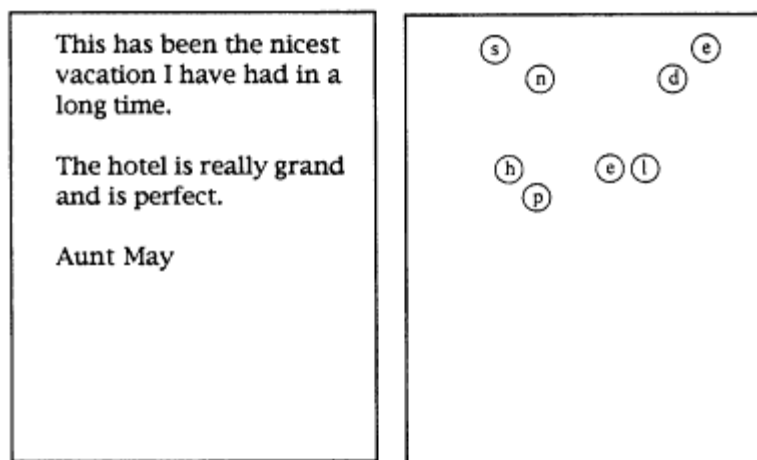 This has been the nicest
vacation I have had in a
long time.
The hotel is really grand
and is perfect.
Aunt May
s e
n d
h e l
p